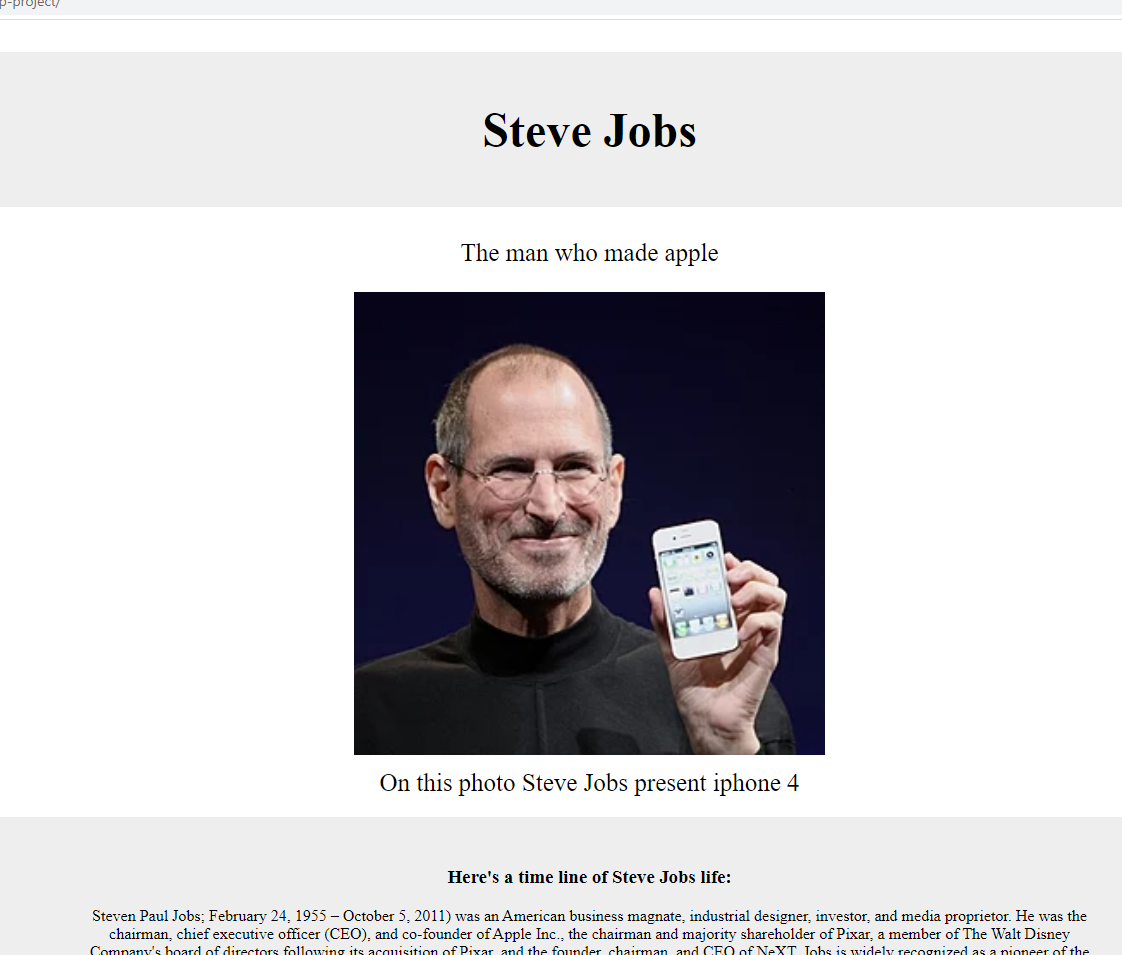 p-project/
Steve Jobs
The man who made apple
On this photo Steve Jobs present iphone 4
Here's a time line of Steve Jobs life:
Steven Paul Jobs; February 24, 1955 – October 5, 2011) was an American business magnate, industrial designer, investor, and media proprietor. He was the
chairman, chief executive officer (CEO), and co-founder of Apple Inc., the chairman and majority shareholder of Pixar, a member of The Walt Disney
Company's board of directors following its acquisition of Pixar, and the founder, chairman, and CEO of NeXT. Jobs is widely recognized as a pioneer of the